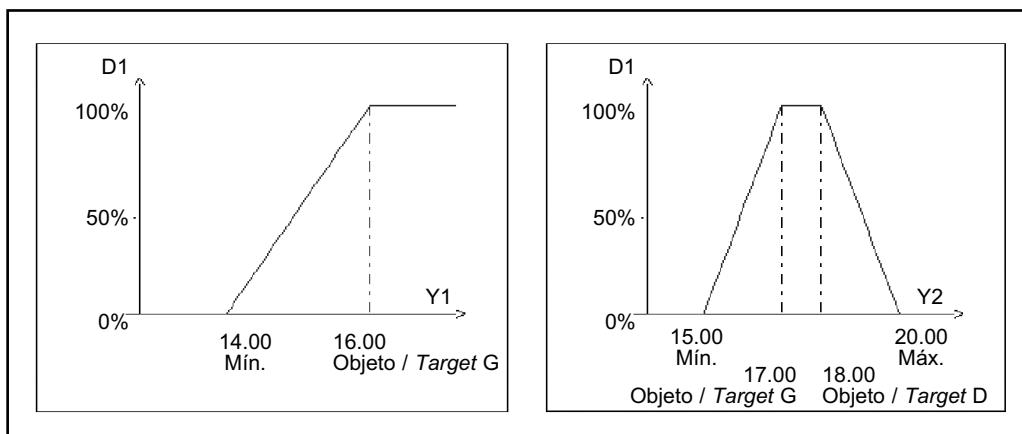 D1
100%
50%
0%
Y1
14.00
Mín.
16.00
Objeto / Target G
D1
100%
50%
0%
Y2
15.00
Mín.
20.00
Máx.
17.00
Objeto / Target G
18.00
Objeto / Target D